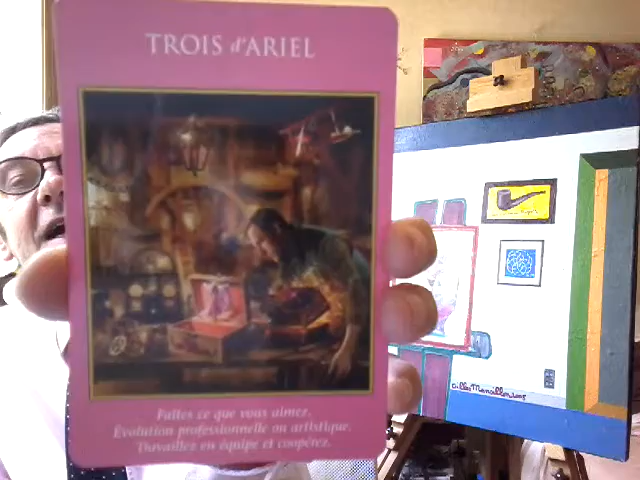 TROIS d'ARIEL
Faites ce que vous aimez.
Évolution professionnelle ou artistique.
Travaillez en équipe et coopérez.